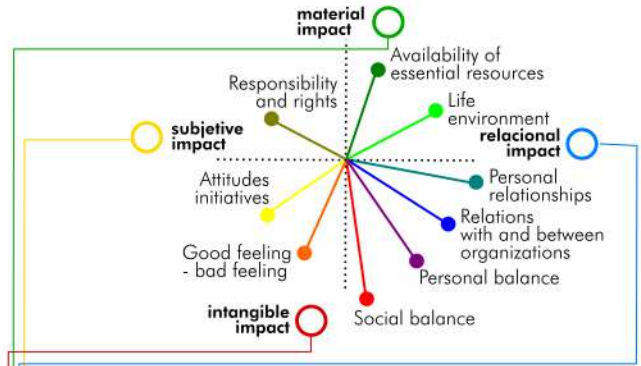 material
impact
Availability of
essential resources
Responsibility
and rights
Life
environment
subjetive
impact
relacional
impact
Attitudes
initiatives
Personal
relationships
Relations
with and between
organizations
Good feeling
- bad feeling
Personal balance
intangible
impact
Social balance